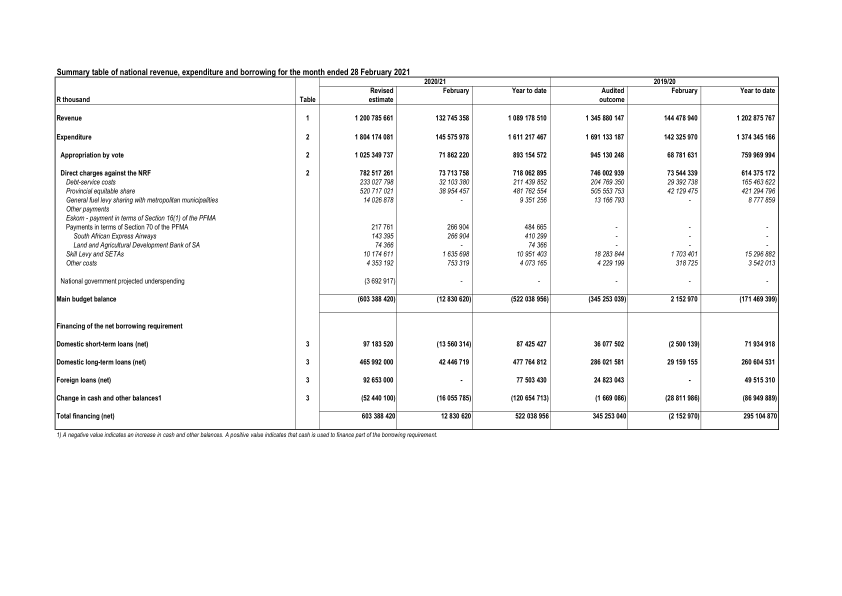 Summary table of national revenue, expenditure and borrowing for the month ended 28 February 2021
2020/21 2019/20
Revised February Year to date Audited February Year to date
R thousand Table estimate outcome
Revenue 1 1 200 785 661 132 745 358 1 089 178 510 1 345 880 147 144 478 940 1 202 875 767
Expenditure 2 1 804 174 081 145 575 978 1 611 217 467 1 691 133 187 142 325 970 1 374 345 166
Appropriation by vote 2 1 025 349 737 71 862 220 893 154 572 945 130 248 68 781 631 759 969 994
Direct charges against the NRF 2 782 517 261 73 713 758 718 062 895 746 002 939 73 544 339 614 375 172
Debt-service costs 233 027 798 32 103 380 211 439 852 204 769 350 29 392 738 165 463 622
Provincial equitable share 520 717 021 38 954 457 481 762 554 505 553 753 42 129 475 421 294 796
General fuel levy sharing with metropolitan municipalities 14 026 878 - 9 351 256 13 166 793 - 8 777 859
Other payments
Eskom - payment in terms of Section 16(1) of the PFMA
Payments in terms of Section 70 of the PFMA 217 761 266 904 484 665 - - -
South African Express Airways 143 395 266 904 410 299 - - -
Land and Agricultural Development Bank of SA 74 366 - 74 366 - - -
Skill Levy and SETAs 10 174 611 1 635 698 10 951 403 18 283 844 1 703 401 15 296 882
Other costs 4 353 192 753 319 4 073 165 4 229 199 318 725 3 542 013
National government projected underspending (3 692 917) - - - - -
Main budget balance (603 388 420) (12 830 620) (522 038 956) (345 253 039) 2 152 970 (171 469 399)
Financing of the net borrowing requirement
Domestic short-term loans (net) 3 97 183 520 (13 560 314) 87 425 427 36 077 502 (2 500 139) 71 934 918
Domestic long-term loans (net) 3 465 992 000 42 446 719 477 764 812 286 021 581 29 159 155 260 604 531
Foreign loans (net) 3 92 653 000 - 77 503 430 24 823 043 - 49 515 310
Change in cash and other balances1 3 (52 440 100) (16 055 785) (120 654 713) (1 669 086) (28 811 986) (86 949 889)
Total financing (net) 603 388 420 12 830 620 522 038 956 345 253 040 (2 152 970) 295 104 870
1) A negative value indicates an increase in cash and other balances. A positive value indicates that cash is used to finance part of the borrowing requirement.